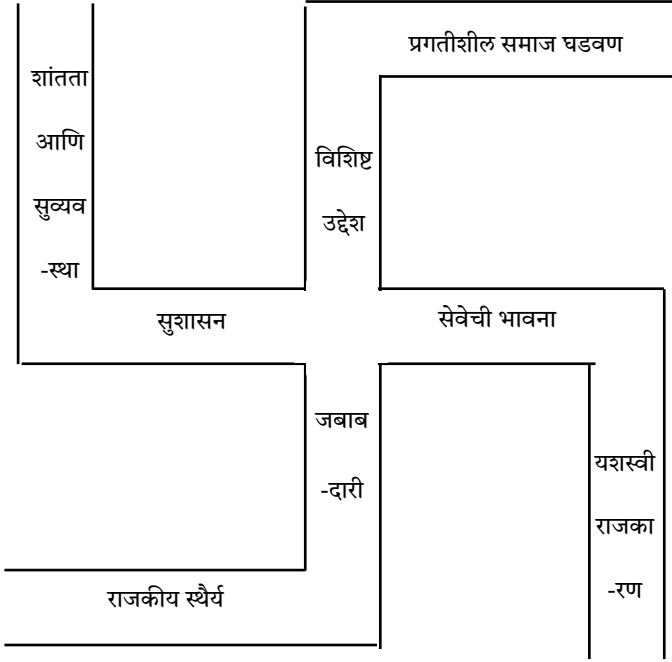 प्रगतीशील समाज घडवण
शांतता
आणि
सुव्यव
-स्था
विशिष्ट
उद्देश
सुशासन
सेवेची भावना
जबाब
-दारी
यशस्वी
राजका
-रण
राजकीय स्थैर्य